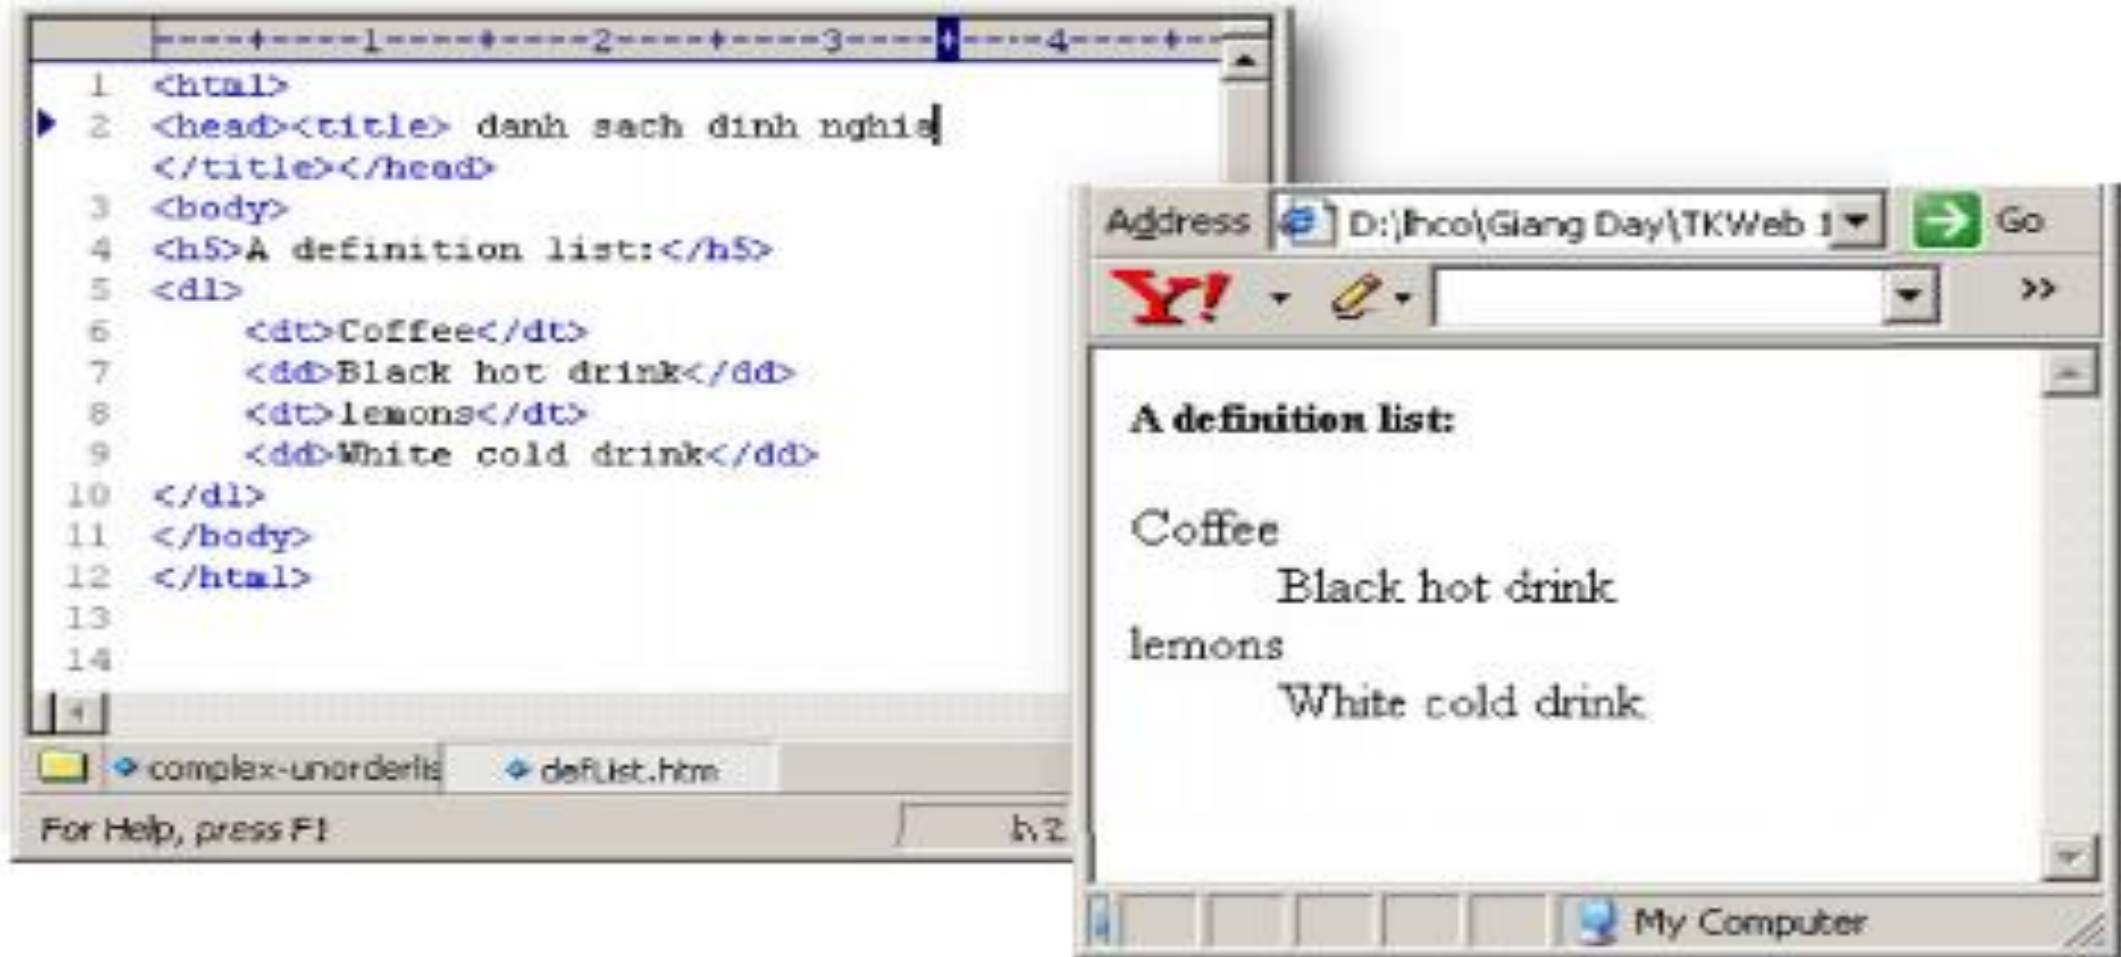 ----+----1----+----2----+----3----+----4----+--
1 <html>
2 <head><title> danh sach dinh nghia
</title></head>
3 <body>
4 <h5>A definition list:</h5>
5 <dl>
6 <dt>Coffee</dt>
7 <dd>Black hot drink</dd>
8 <dt>lemons</dt>
9 <dd>White cold drink</dd>
10 </dl>
11 </body>
12 </html>
13
14
complex-unorderlis defList.htm
For Help, press F1
Address D:\lhco\Giang Day\TKWeb 1 Go
Y! »
A definition list:
Coffee
Black hot drink
lemons
White cold drink
My Computer